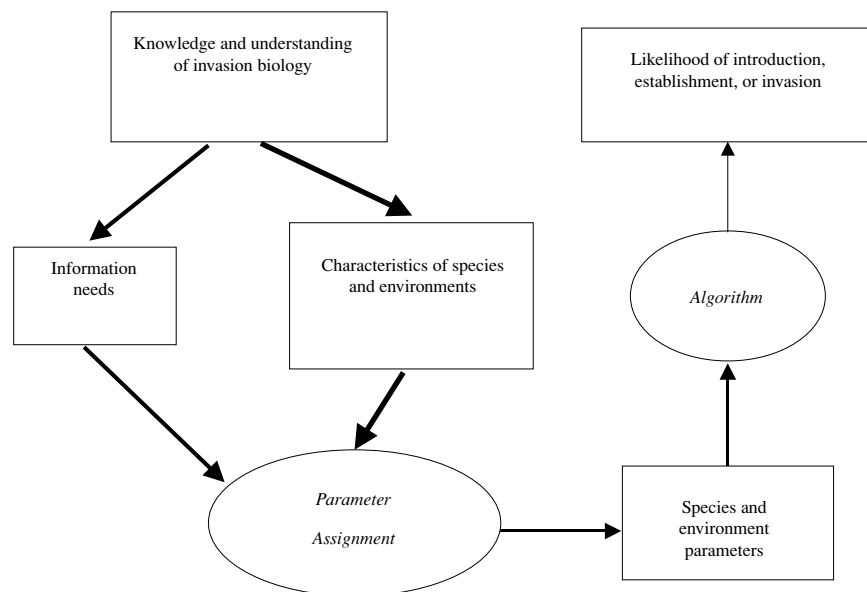 Knowledge and understanding
of invasion biology
Likelihood of introduction,
establishment, or invasion
Information
needs
Characteristics of species
and environments
Algorithm
Parameter
Assignment
Species and
environment
parameters